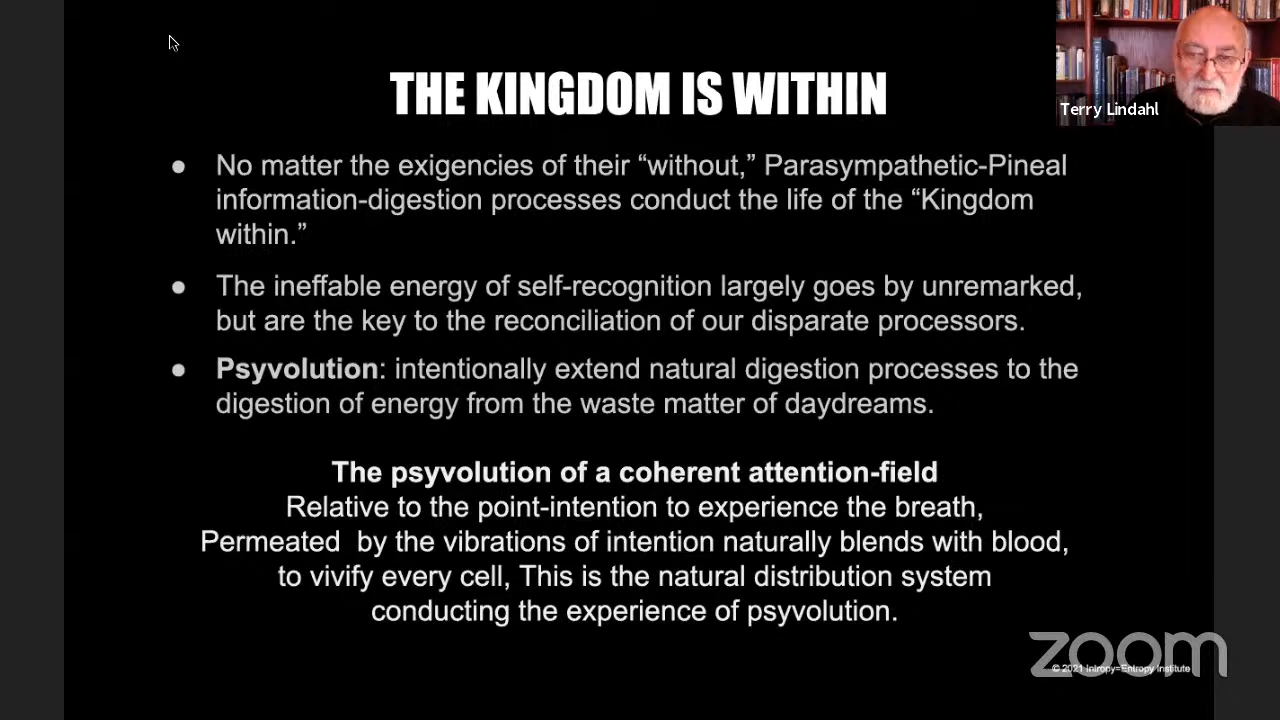 THE KINGDOM IS WITHIN
Terry Lindahl
● No matter the exigencies of their “without,” Parasympathetic-Pineal
information-digestion processes conduct the life of the “Kingdom
within.”
● The ineffable energy of self-recognition largely goes by unremarked,
but are the key to the reconciliation of our disparate processors.
● Psyvolution: intentionally extend natural digestion processes to the
digestion of energy from the waste matter of daydreams.
The psyvolution of a coherent attention-field
Relative to the point-intention to experience the breath,
Permeated by the vibrations of intention naturally blends with blood,
to vivify every cell, This is the natural distribution system
conducting the experience of psyvolution.
zoom
© 2021 Intropy=Entropy Institute